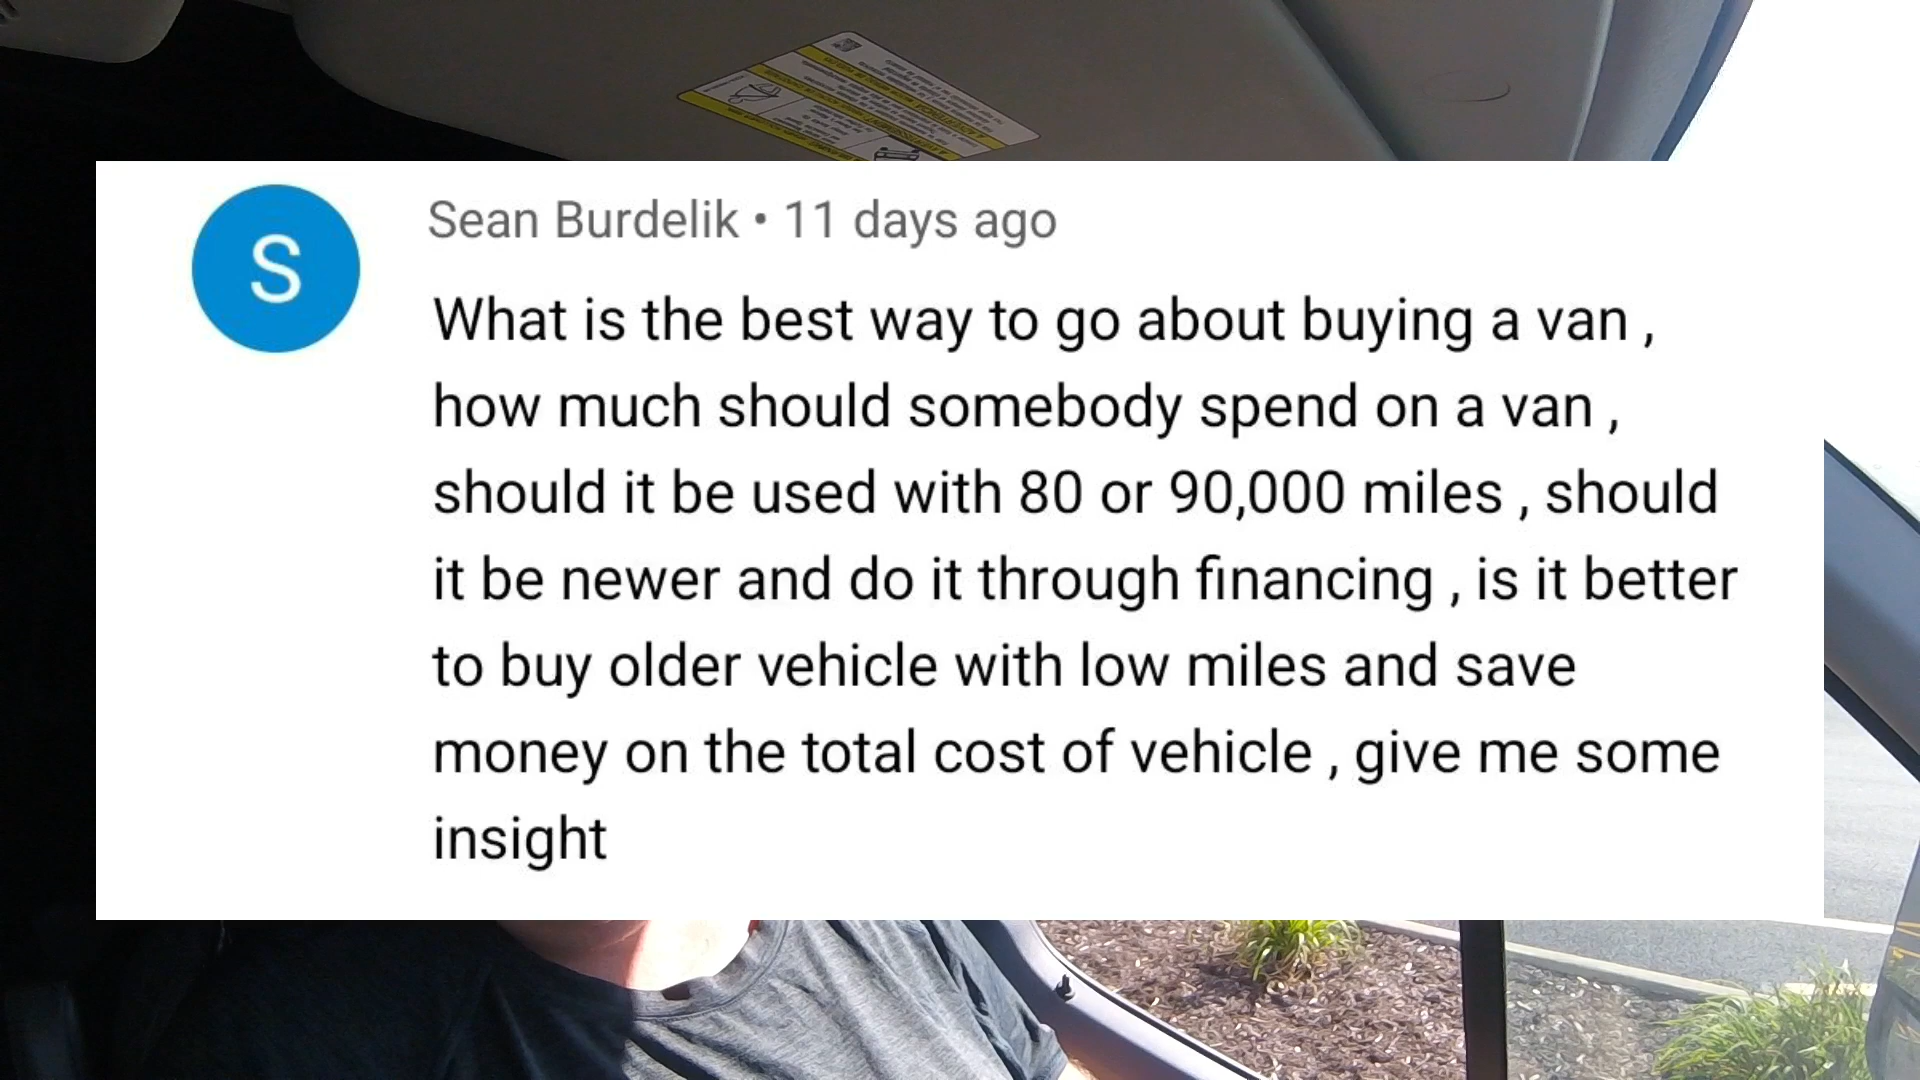 S
Sean Burdelik • 11 days ago
What is the best way to go about buying a van ,
how much should somebody spend on a van ,
should it be used with 80 or 90,000 miles , should
it be newer and do it through financing , is it better
to buy older vehicle with low miles and save
money on the total cost of vehicle , give me some
insight